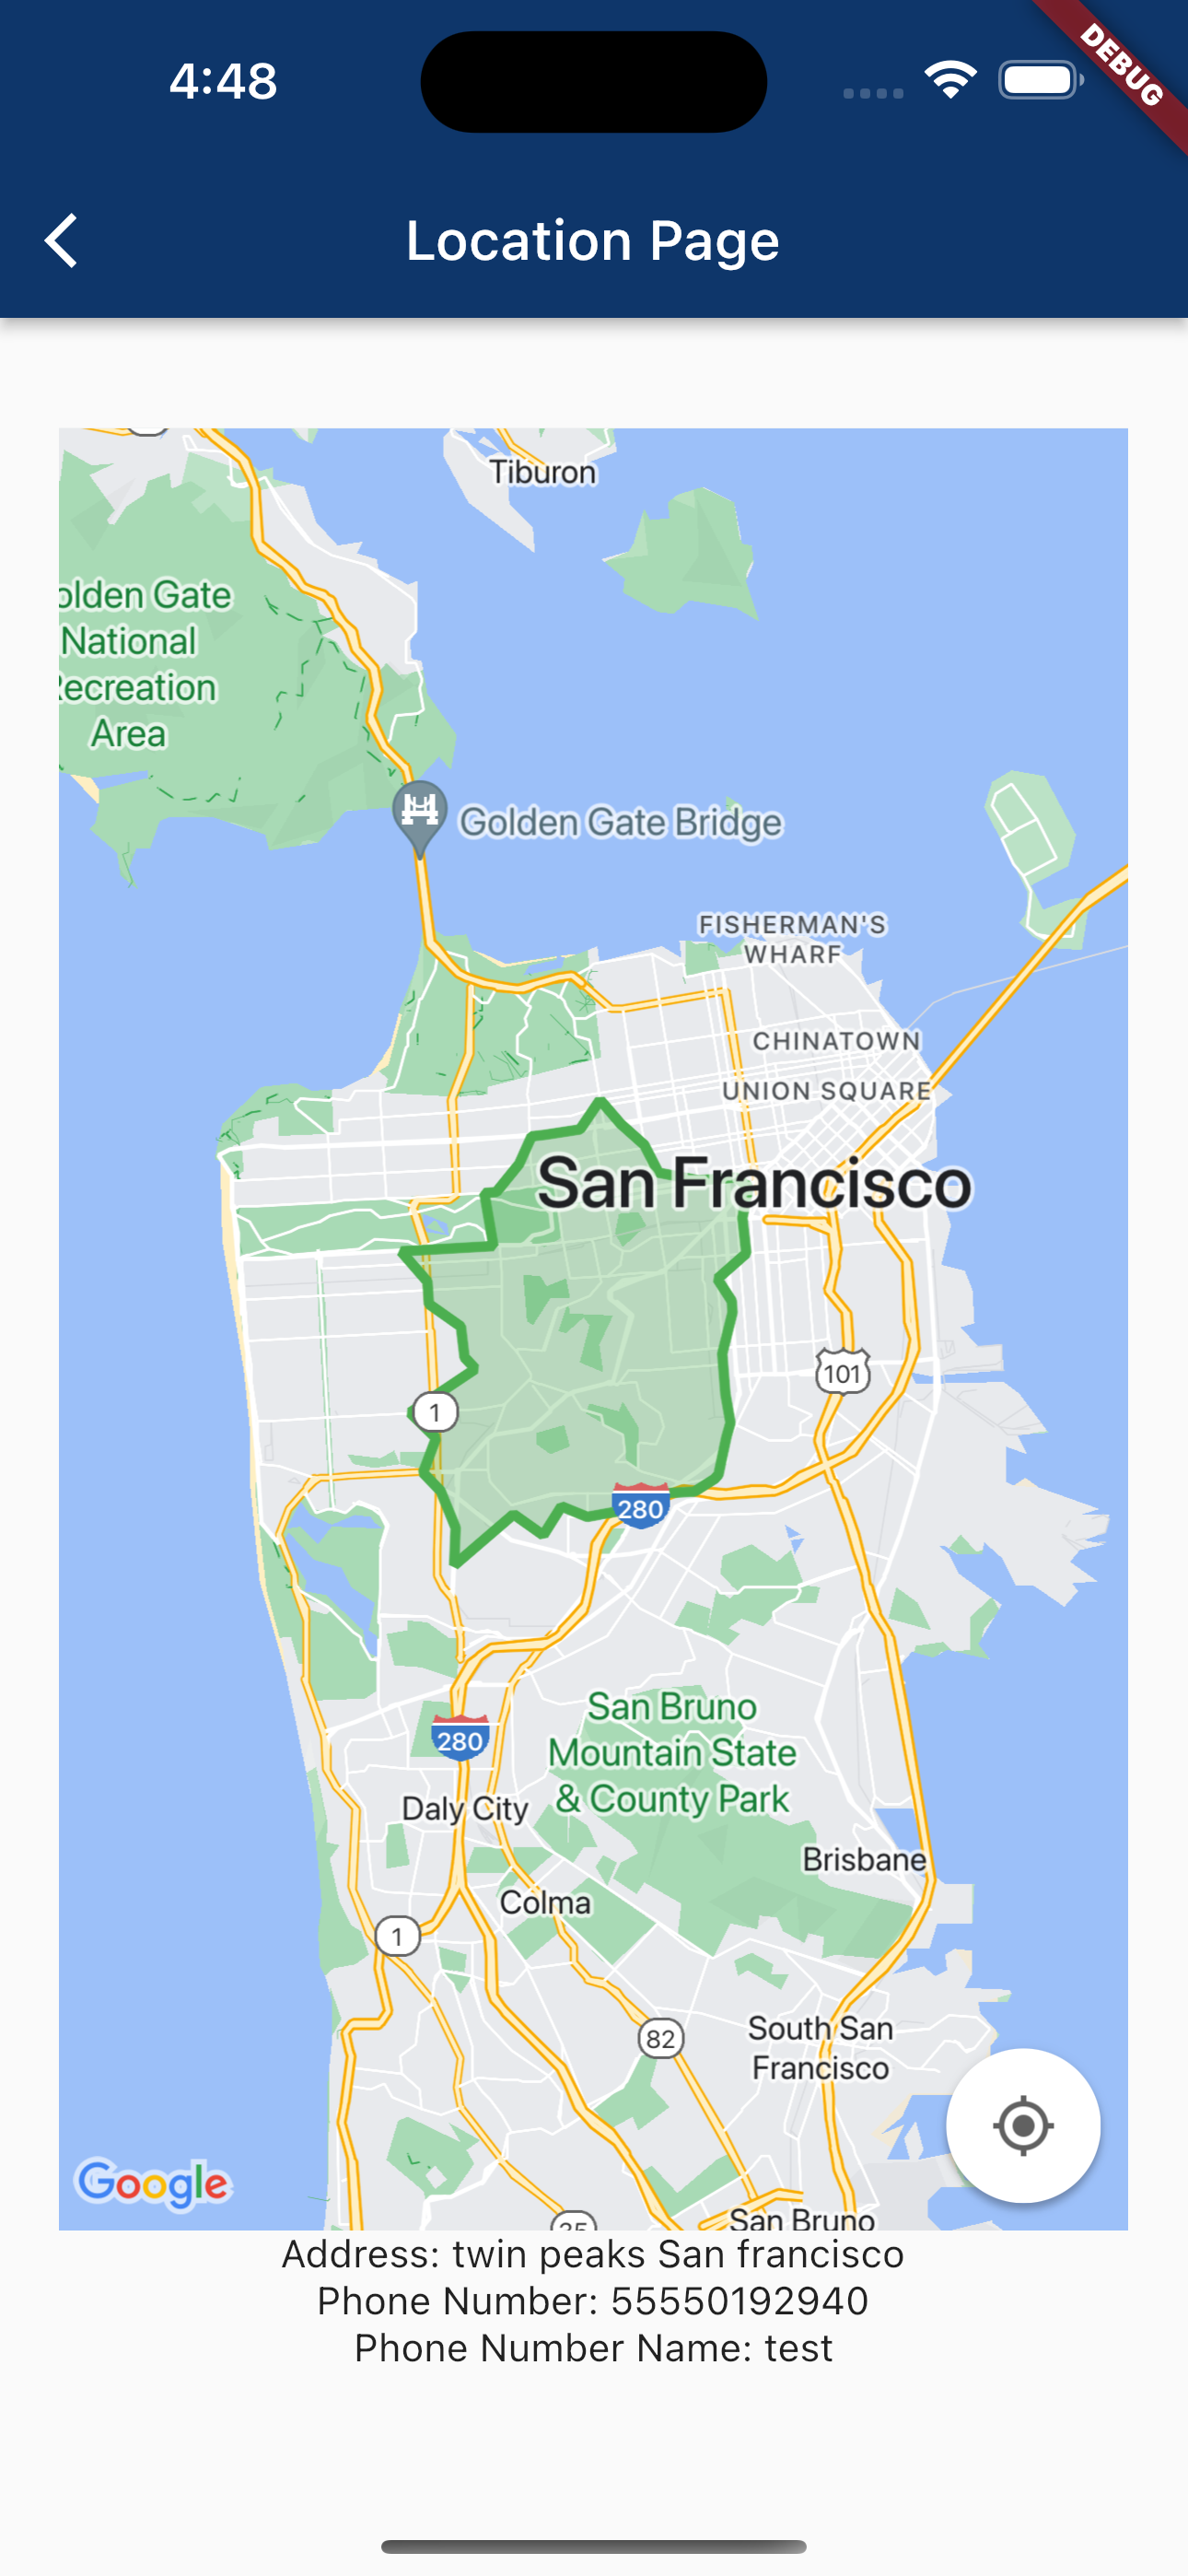 4:48
DEBUG
Location Page
Tiburon
olden Gate
National
ecreation
Area
Golden Gate Bridge
FISHERMAN'S
WHARF
CHINATOWN
UNION SQUARE
San Francisco
101
1
280
San Bruno
Mountain State
& County Park
280
Daly City
Brisbane
Colma
1
82
South San
Francisco
Google
San Bruno
35
Address: twin peaks San francisco
Phone Number: 55550192940
Phone Number Name: test